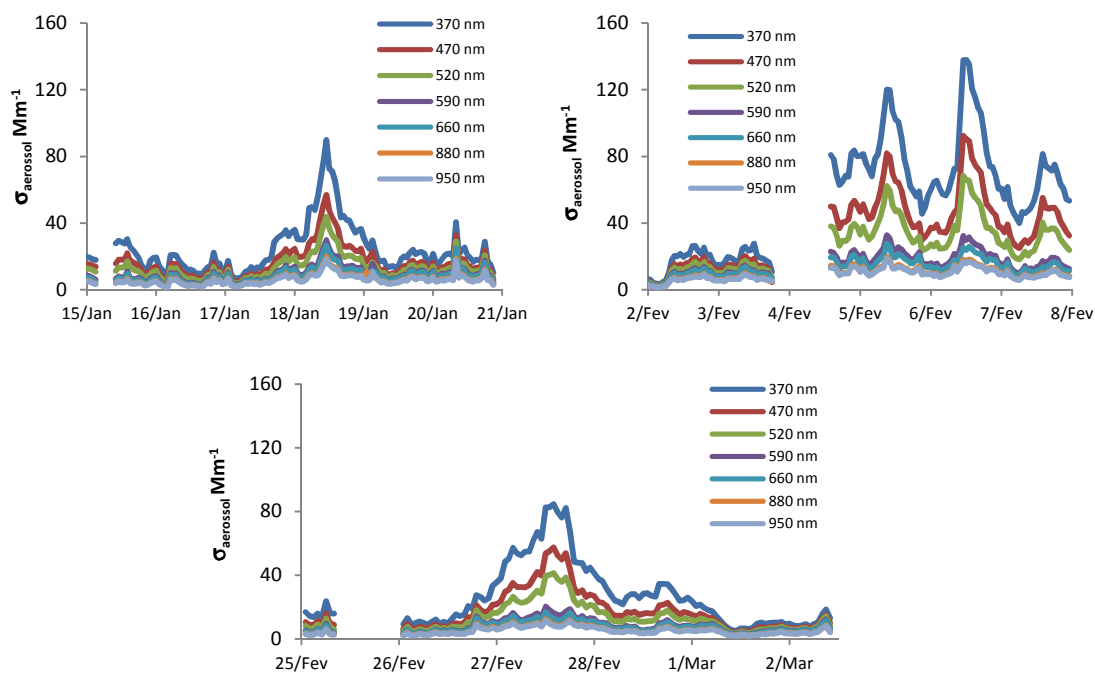 160
120
80
40
0
σaerossol Mm-1
15/Jan 16/Jan 17/Jan 18/Jan 19/Jan 20/Jan 21/Jan
370 nm
470 nm
520 nm
590 nm
660 nm
880 nm
950 nm
160
120
80
40
0
σaerossol Mm-1
2/Fev 3/Fev 4/Fev 5/Fev 6/Fev 7/Fev 8/Fev
370 nm
470 nm
520 nm
590 nm
660 nm
880 nm
950 nm
160
120
80
40
0
σaerossol Mm-1
25/Fev 26/Fev 27/Fev 28/Fev 1/Mar 2/Mar
370 nm
470 nm
520 nm
590 nm
660 nm
880 nm
950 nm